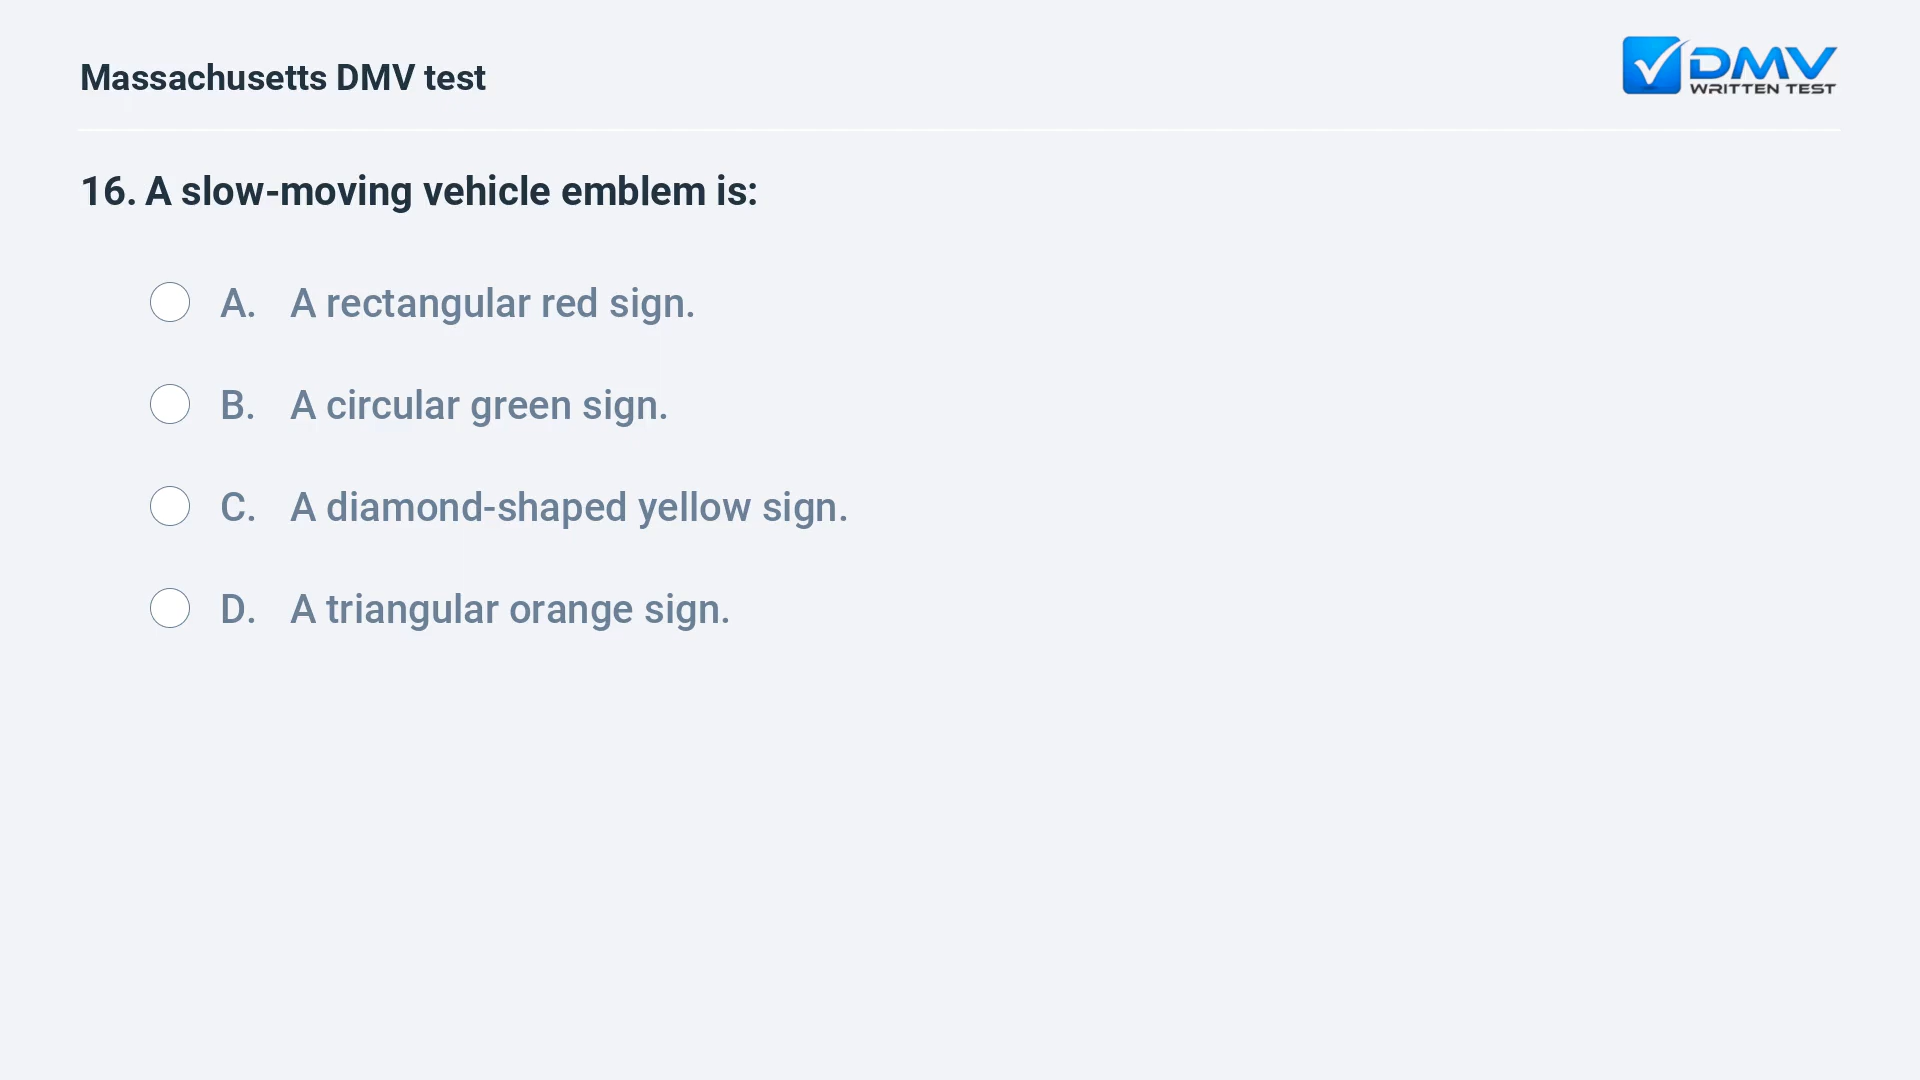 Massachusetts DMV test
DMV
WRITTEN TEST
16. A slow-moving vehicle emblem is:
A. A rectangular red sign.
B. A circular green sign.
C. A diamond-shaped yellow sign.
D. A triangular orange sign.